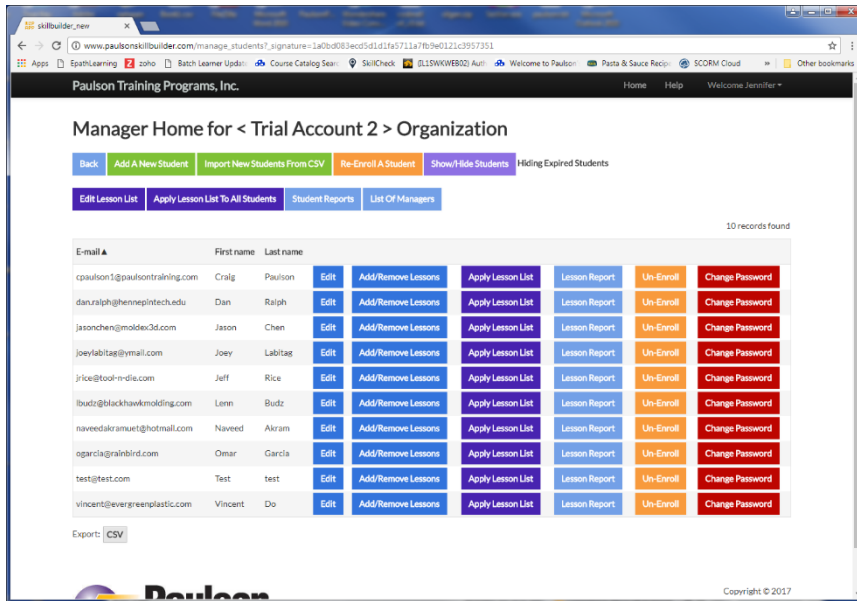 skillbuilder_new
www.paulsonskillbuilder.com/manage_students?_signature=1a0bd083ecd5d1d1fa5711a7fb9e0121c3957351
Apps EpathLearning zoho Batch Learner Updat Course Catalog Sear SkillCheck (L1SWKWEB02) Auth Welcome to Paulson Pasta & Sauce Recip SCORM Cloud » Other bookmarks
Paulson Training Programs, Inc. Home Help Welcome Jennifer
Manager Home for < Trial Account 2 > Organization
Back Add A New Student Import New Students From CSV Re-Enroll A Student Show/Hide Students Hiding Expired Students
Edit Lesson List Apply Lesson List To All Students Student Reports List Of Managers
10 records found
E-mail▲ First name Last name
cpaulson1@paulsontraining.com Craig Paulson Edit Add/Remove Lessons Apply Lesson List Lesson Report Un-Enroll Change Password
dan.ralph@hennepintech.edu Dan Ralph Edit Add/Remove Lessons Apply Lesson List Lesson Report Un-Enroll Change Password
jasonchen@moldex3d.com Jason Chen Edit Add/Remove Lessons Apply Lesson List Lesson Report Un-Enroll Change Password
joeylabitag@ymail.com Joey Labitag Edit Add/Remove Lessons Apply Lesson List Lesson Report Un-Enroll Change Password
jrice@tool-n-die.com Jeff Rice Edit Add/Remove Lessons Apply Lesson List Lesson Report Un-Enroll Change Password
lbudz@blackhawkmolding.com Lenn Budz Edit Add/Remove Lessons Apply Lesson List Lesson Report Un-Enroll Change Password
naveedakramuet@hotmail.com Naveed Akram Edit Add/Remove Lessons Apply Lesson List Lesson Report Un-Enroll Change Password
ogarcia@rainbird.com Omar Garcia Edit Add/Remove Lessons Apply Lesson List Lesson Report Un-Enroll Change Password
test@test.com Test test Edit Add/Remove Lessons Apply Lesson List Lesson Report Un-Enroll Change Password
vincent@evergreenplastic.com Vincent Do Edit Add/Remove Lessons Apply Lesson List Lesson Report Un-Enroll Change Password
Export: CSV
Paulson
Copyright © 2017